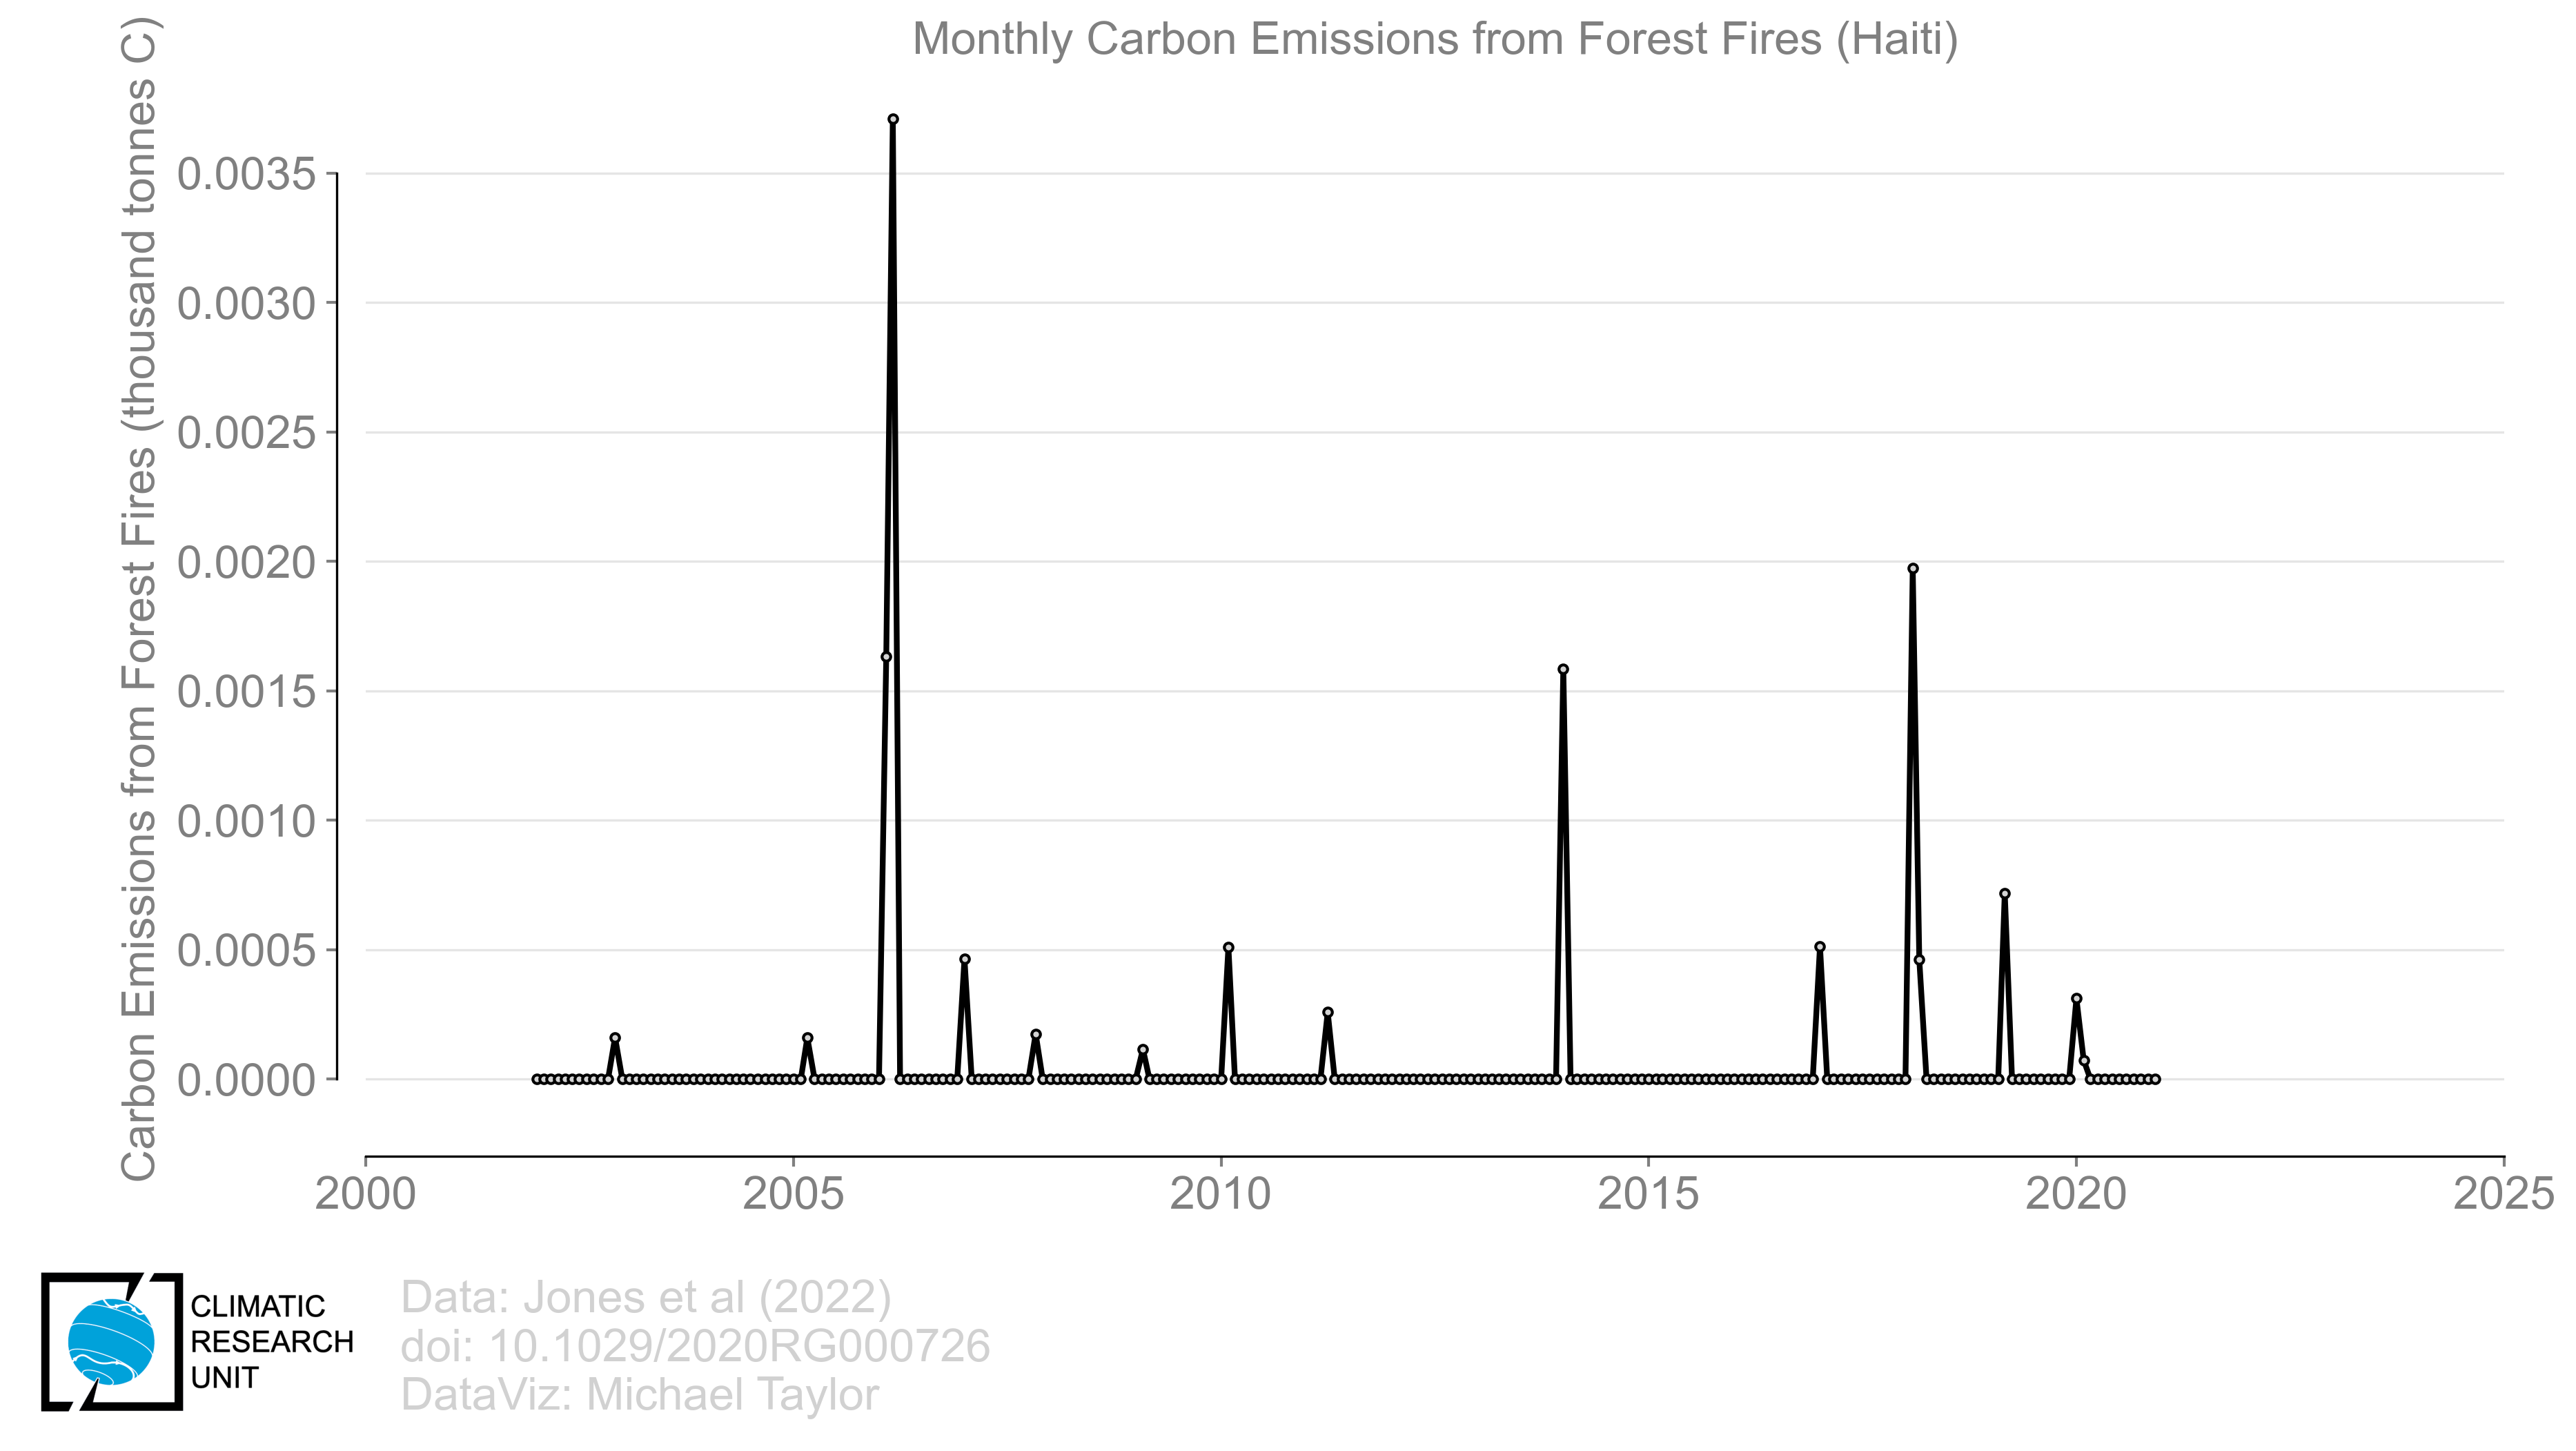 Monthly Carbon Emissions from Forest Fires (Haiti)
Carbon Emissions from Forest Fires (thousand tonnes C)
0.0035
0.0030
0.0025
0.0020
0.0015
0.0010
0.0005
0.0000
2000 2005 2010 2015 2020 2025
CLIMATIC
RESEARCH
UNIT
Data: Jones et al (2022)
doi: 10.1029/2020RG000726
DataViz: Michael Taylor